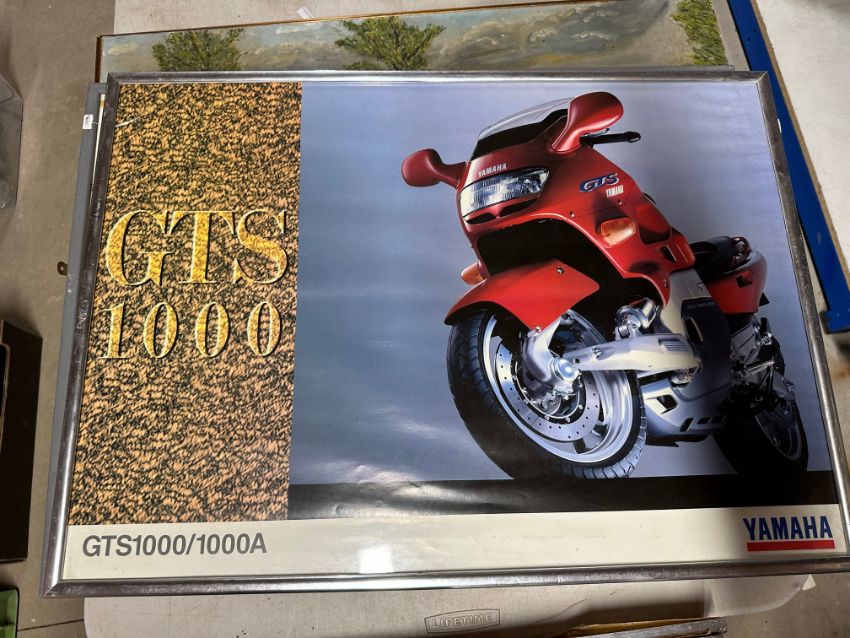 GTS
1000
YAMAHA
GTS
YAMAHA
GTS1000/1000A
YAMAHA
LIFETIME